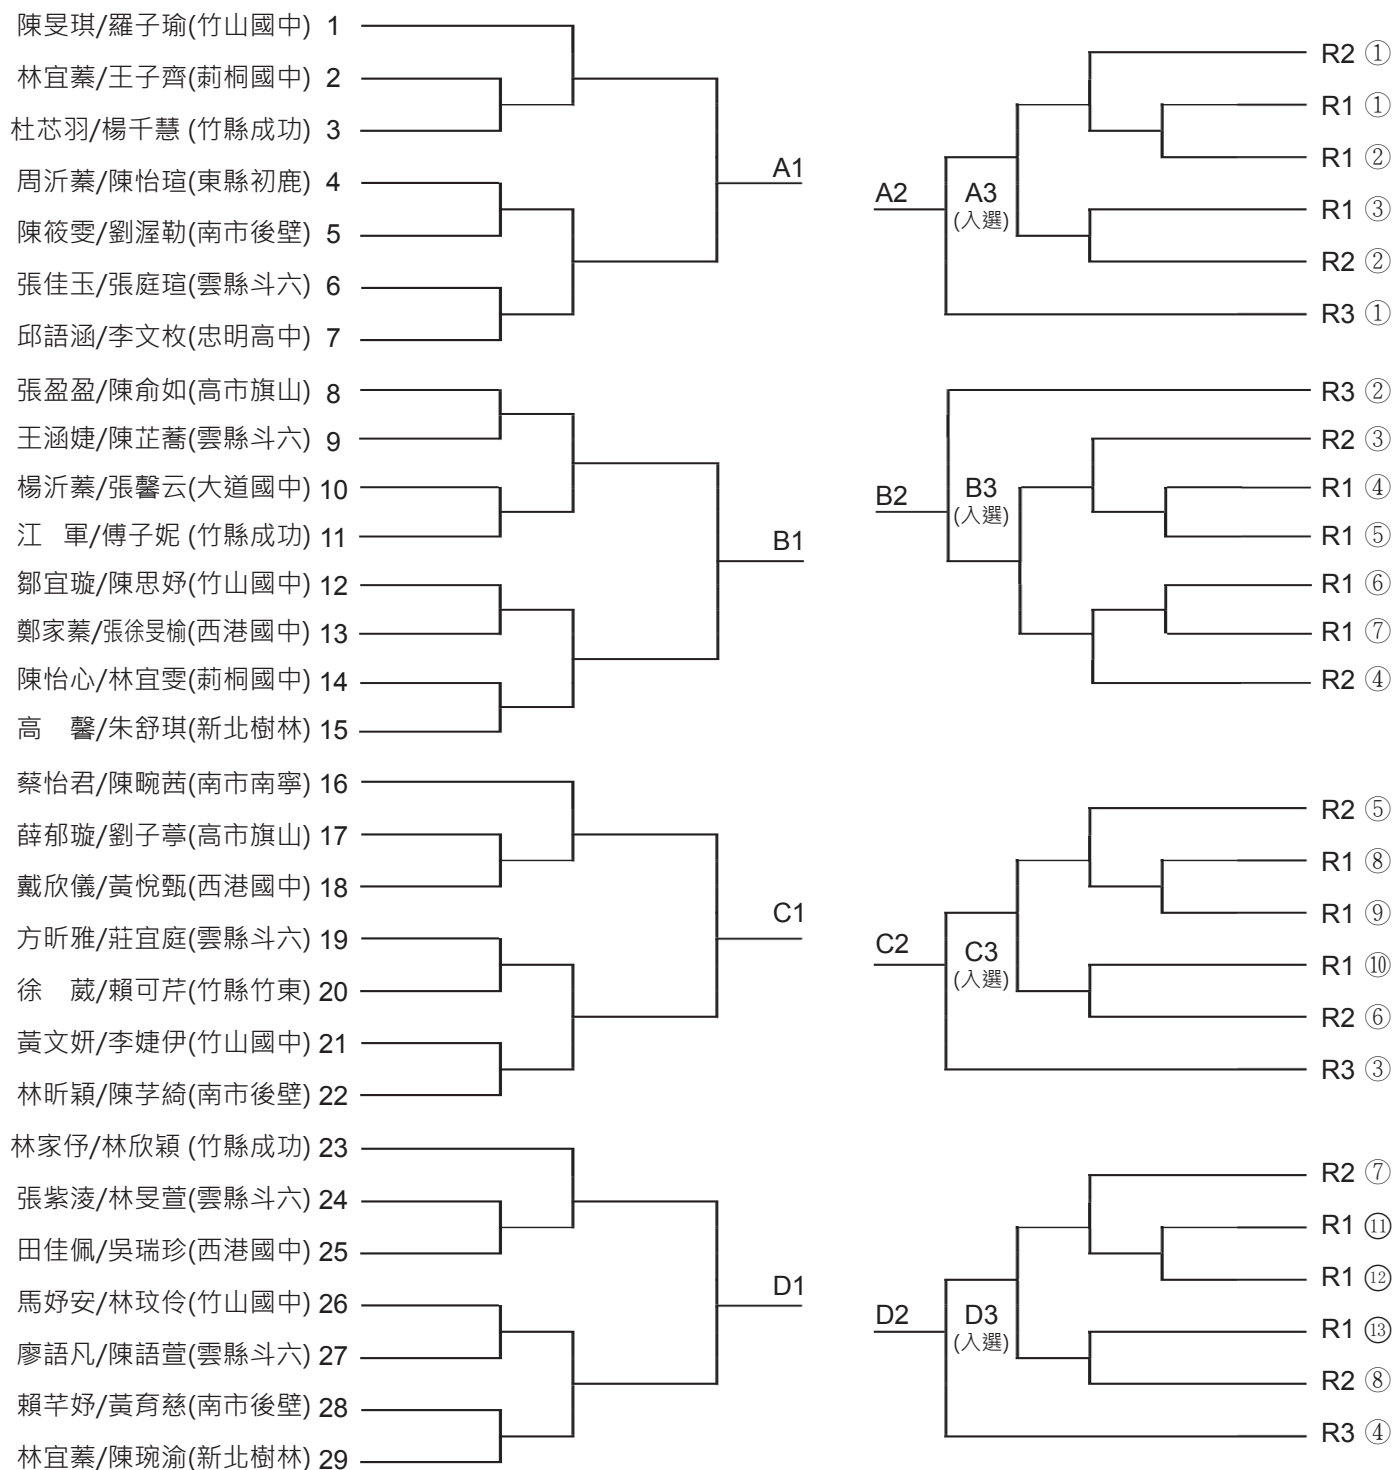 陳旻琪/羅子瑜(竹山國中) 1
林宜蓁/王子齊(莿桐國中) 2
杜芯羽/楊千慧 (竹縣成功) 3
周沂蓁/陳怡瑄(東縣初鹿) 4
陳筱雯/劉渥勒(南市後壁) 5
張佳玉/張庭瑄(雲縣斗六) 6
邱語涵/李文枚(忠明高中) 7
A1
R2 ①
R1 ①
R1 ②
A2
A3
(入選)
R1 ③
R2 ②
R3 ①
張盈盈/陳俞如(高市旗山) 8
王涵婕/陳芷蕎(雲縣斗六) 9
楊沂蓁/張馨云(大道國中) 10
江 軍/傅子妮 (竹縣成功) 11
鄒宜璇/陳思妤(竹山國中) 12
鄭家蓁/張徐旻榆(西港國中) 13
陳怡心/林宜雯(莿桐國中) 14
高 馨/朱舒琪(新北樹林) 15
B1
R3 ②
R2 ③
B2
B3
(入選)
R1 ④
R1 ⑤
R1 ⑥
R1 ⑦
R2 ④
蔡怡君/陳畹茜(南市南寧) 16
薛郁璇/劉子葶(高市旗山) 17
戴欣儀/黃悅甄(西港國中) 18
方昕雅/莊宜庭(雲縣斗六) 19
徐 葳/賴可芹(竹縣竹東) 20
黃文妍/李婕伊(竹山國中) 21
林昕穎/陳芓綺(南市後壁) 22
C1
R2 ⑤
R1 ⑧
R1 ⑨
C2
C3
(入選)
R1 ⑩
R2 ⑥
R3 ③
林家伃/林欣穎 (竹縣成功) 23
張紫淩/林旻萱(雲縣斗六) 24
田佳佩/吳瑞珍(西港國中) 25
馬妤安/林玟伶(竹山國中) 26
廖語凡/陳語萱(雲縣斗六) 27
賴芊妤/黃育慈(南市後壁) 28
林宜蓁/陳琬渝(新北樹林) 29
D1
R2 ⑦
R1 ⑪
R1 ⑫
D2
D3
(入選)
R1 ⑬
R2 ⑧
R3 ④